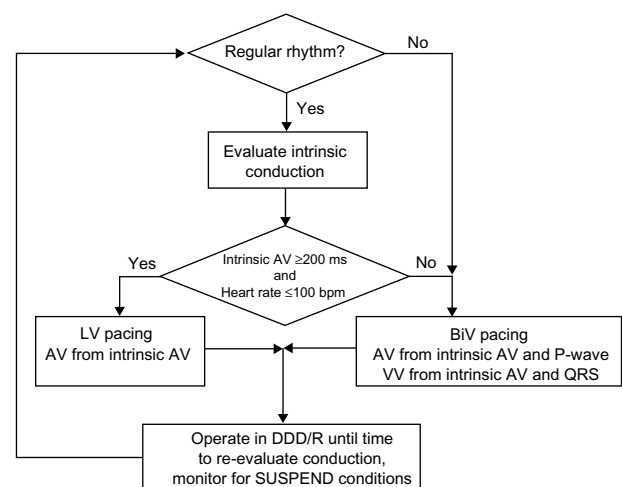 Regular rhythm?
No
Yes
Evaluate intrinsic
conduction
Intrinsic AV ≥200 ms
and
Heart rate ≤100 bpm
Yes
No
LV pacing
AV from intrinsic AV
BiV pacing
AV from intrinsic AV and P-wave
VV from intrinsic AV and QRS
Operate in DDD/R until time
to re-evaluate conduction,
monitor for SUSPEND conditions